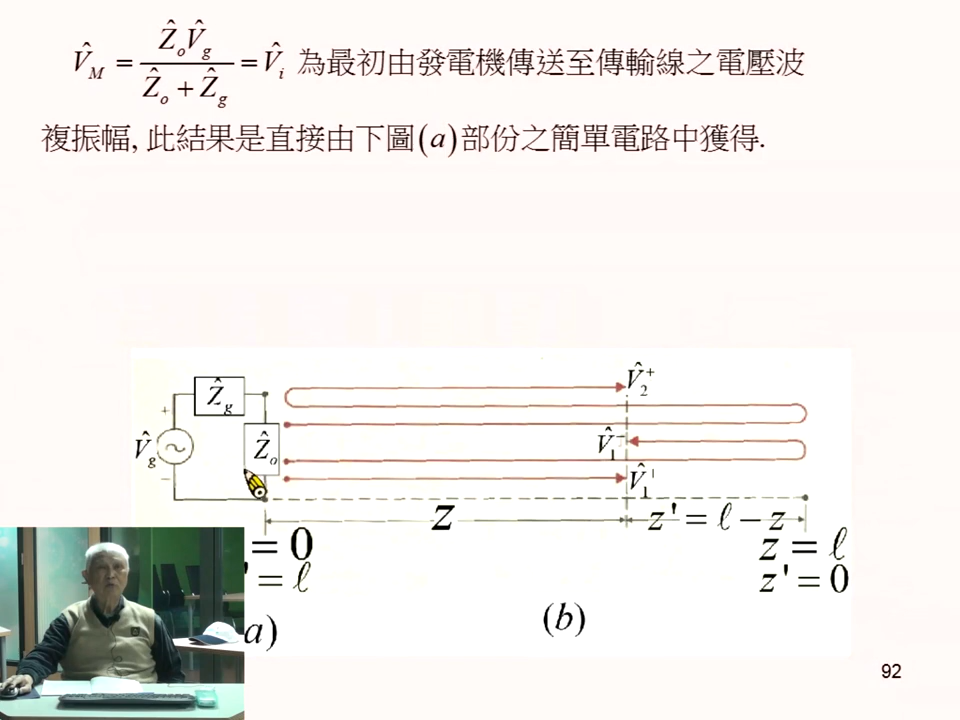 V̂_M = Ẑ_o V̂_g / (Ẑ_o + Ẑ_g) = V̂_i 為最初由發電機傳送至傳輸線之電壓波
複振幅, 此結果是直接由下圖(a)部份之簡單電路中獲得.
Ẑ_g
V̂_2^+
+
V̂_g
~
Ẑ_o
V̂_1^-
−
V̂_1^+
z
z' = ℓ − z
= 0
z = ℓ
' = ℓ
z' = 0
a)
(b)
92